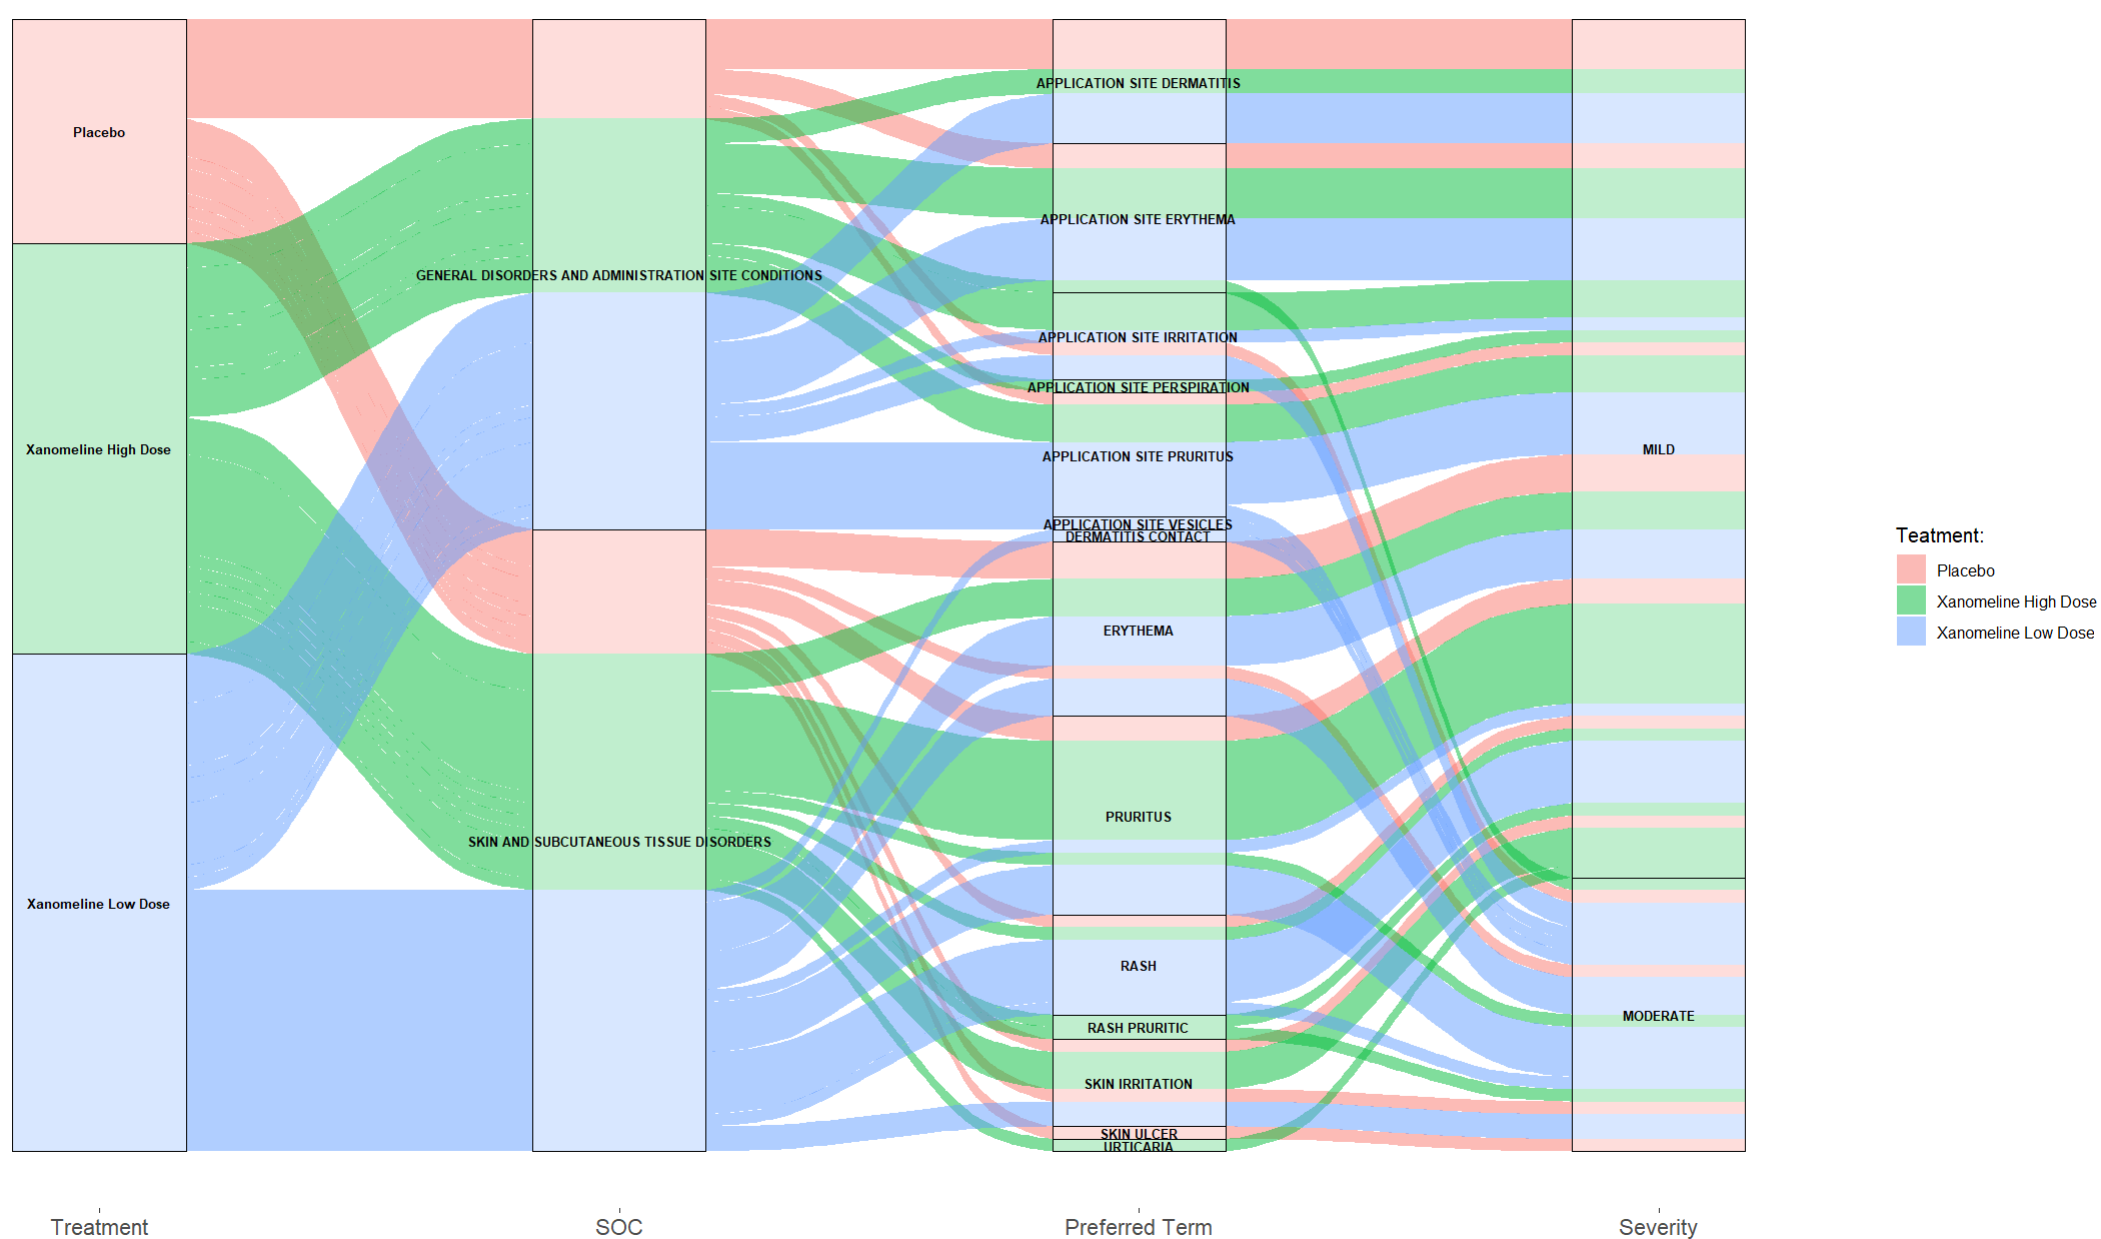 APPLICATION SITE DERMATITIS
Placebo
APPLICATION SITE ERYTHEMA
GENERAL DISORDERS AND ADMINISTRATION SITE CONDITIONS
APPLICATION SITE IRRITATION
APPLICATION SITE PERSPIRATION
Xanomeline High Dose
APPLICATION SITE PRURITUS
MILD
APPLICATION SITE VESICLES
DERMATITIS CONTACT
Teatment:
Placebo
Xanomeline High Dose
Xanomeline Low Dose
ERYTHEMA
PRURITUS
SKIN AND SUBCUTANEOUS TISSUE DISORDERS
Xanomeline Low Dose
RASH
MODERATE
RASH PRURITIC
SKIN IRRITATION
SKIN ULCER
URTICARIA
Treatment
SOC
Preferred Term
Severity